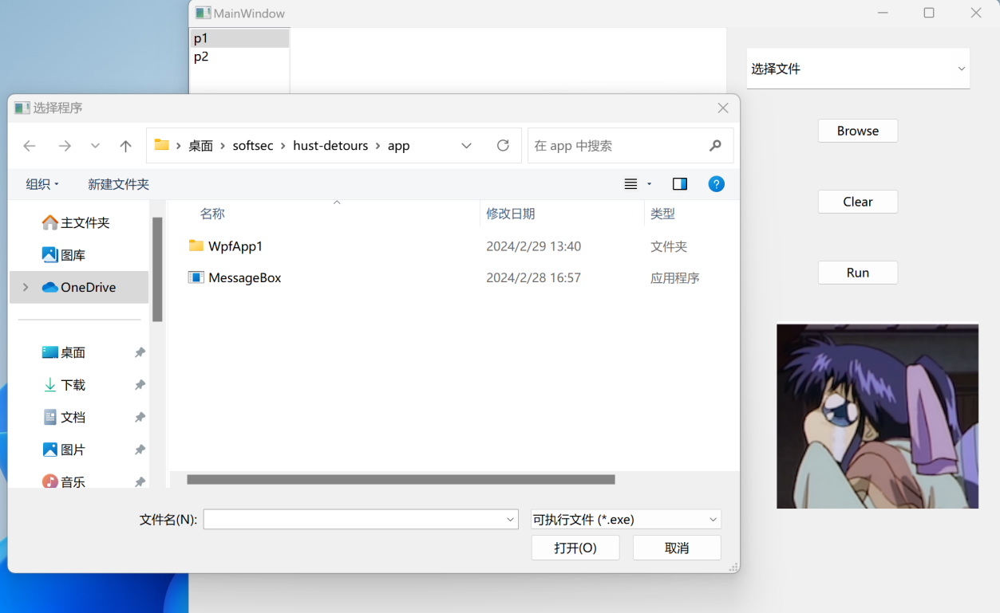 MainWindow
p1
p2
选择文件
选择程序
Browse
桌面 softsec hust-detours app
在 app 中搜索
组织
新建文件夹
?
Clear
名称
修改日期
类型
主文件夹
WpfApp1
2024/2/29 13:40
文件夹
图库
MessageBox
2024/2/28 16:57
应用程序
Run
OneDrive
桌面
下载
文档
图片
音乐
文件名(N):
可执行文件 (*.exe)
打开(O)
取消